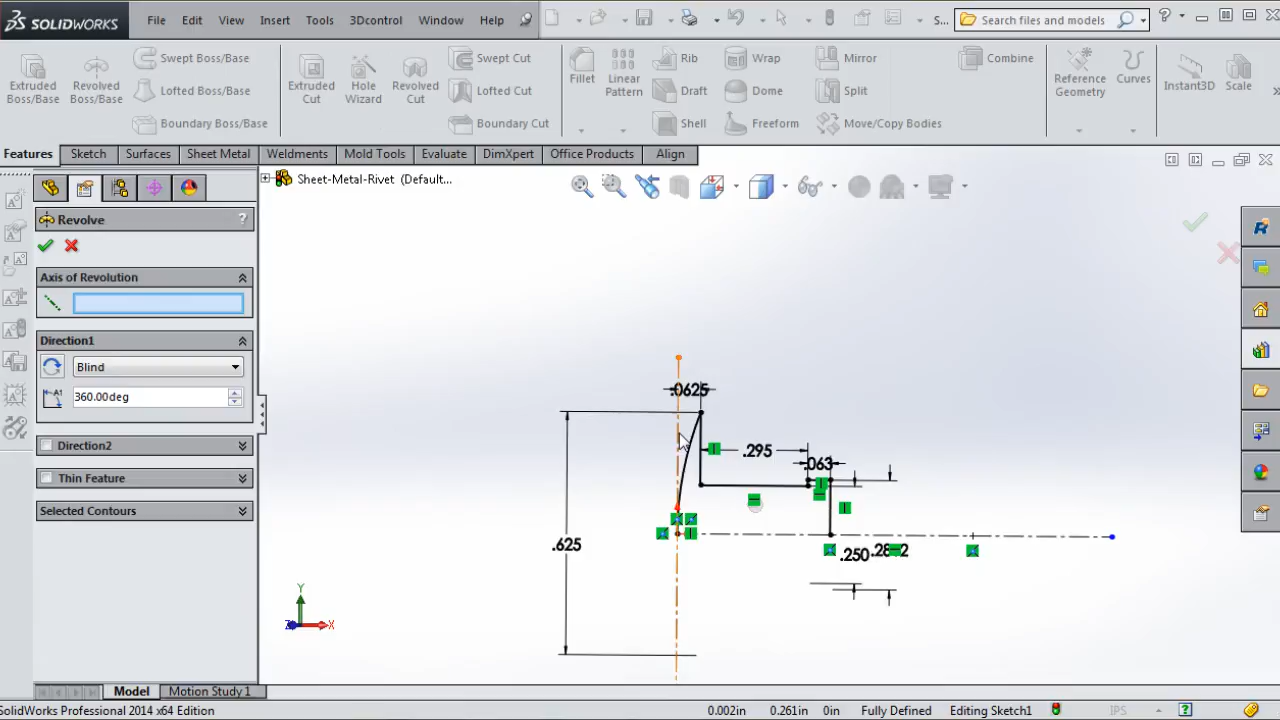 SOLIDWORKS File Edit View Insert Tools 3Dcontrol Window Help S... Search files and models
Extruded Boss/Base
Revolved Boss/Base
Swept Boss/Base
Lofted Boss/Base
Boundary Boss/Base
Extruded Cut
Hole Wizard
Revolved Cut
Swept Cut
Lofted Cut
Boundary Cut
Fillet
Linear Pattern
Rib
Draft
Shell
Wrap
Dome
Freeform
Mirror
Split
Move/Copy Bodies
Combine
Reference Geometry
Curves
Instant3D
Scale
Features Sketch Surfaces Sheet Metal Weldments Mold Tools Evaluate DimXpert Office Products Align
Sheet-Metal-Rivet (Default...
Revolve ?
Axis of Revolution
Direction1
Blind
A1 360.00deg
Direction2
Thin Feature
Selected Contours
.0625
.295
.063
.625
.250
Y
X
Model Motion Study 1
SolidWorks Professional 2014 x64 Edition 0.002in 0.261in 0in Fully Defined Editing Sketch1 IPS